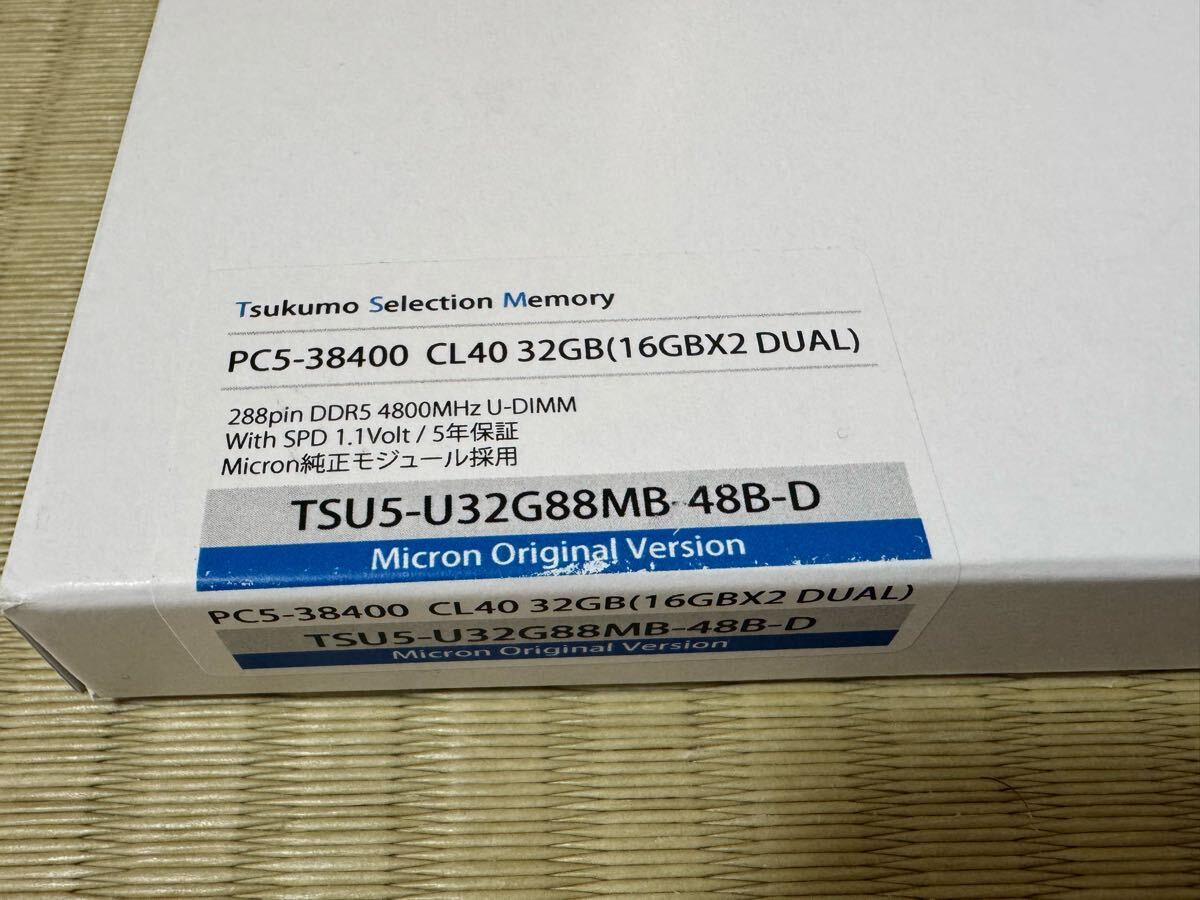 Tsukumo Selection Memory
PC5-38400 CL40 32GB(16GBX2 DUAL)
288pin DDR5 4800MHz U-DIMM
With SPD 1.1Volt / 5年保証
Micron純正モジュール採用
TSU5-U32G88MB-48B-D
Micron Original Version
PC5-38400 CL40 32GB(16GBX2 DUAL)
TSU5-U32G88MB-48B-D
Micron Original Version